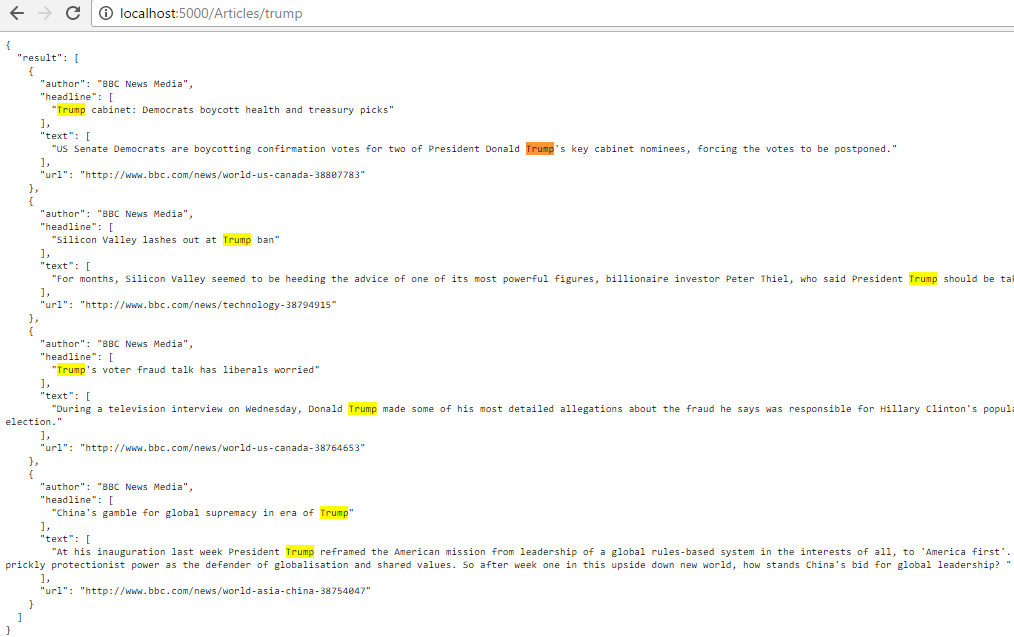 localhost:5000/Articles/trump
{
"result": [
{
"author": "BBC News Media",
"headline": [
"Trump cabinet: Democrats boycott health and treasury picks"
],
"text": [
"US Senate Democrats are boycotting confirmation votes for two of President Donald Trump's key cabinet nominees, forcing the votes to be postponed."
],
"url": "http://www.bbc.com/news/world-us-canada-38807783"
},
{
"author": "BBC News Media",
"headline": [
"Silicon Valley lashes out at Trump ban"
],
"text": [
"For months, Silicon Valley seemed to be heeding the advice of one of its most powerful figures, billionaire investor Peter Thiel, who said President Trump should be
],
"url": "http://www.bbc.com/news/technology-38794915"
},
{
"author": "BBC News Media",
"headline": [
"Trump's voter fraud talk has liberals worried"
],
"text": [
"During a television interview on Wednesday, Donald Trump made some of his most detailed allegations about the fraud he says was responsible for Hillary Clinton's
election."
],
"url": "http://www.bbc.com/news/world-us-canada-38764653"
},
{
"author": "BBC News Media",
"headline": [
"China's gamble for global supremacy in era of Trump"
],
"text": [
"At his inauguration last week President Trump reframed the American mission from leadership of a global rules-based system in the interests of all, to 'America first'.
prickly protectionist power as the defender of globalisation and shared values. So after week one in this upside down new world, how stands China's bid for global leadership? "
],
"url": "http://www.bbc.com/news/world-asia-china-38754047"
}
]
}